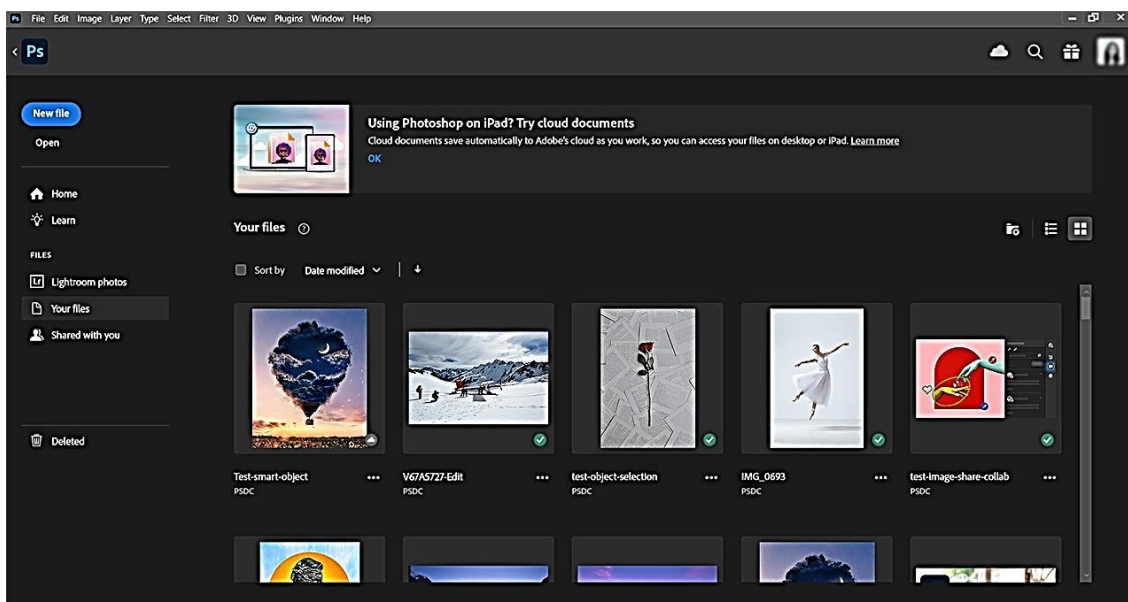 Ps File Edit Image Layer Type Select Filter 3D View Plugins Window Help
Ps
New file
Open
Home
Learn
FILES
Lr Lightroom photos
Your files
Shared with you
Deleted
Using Photoshop on iPad? Try cloud documents
Cloud documents save automatically to Adobe's cloud as you work, so you can access your files on desktop or iPad. Learn more
OK
Your files ?
Sort by Date modified
Test-smart-object
PSDC
V67A5727-Edit
PSDC
test-object-selection
PSDC
IMG_0693
PSDC
test-image-share-collab
PSDC